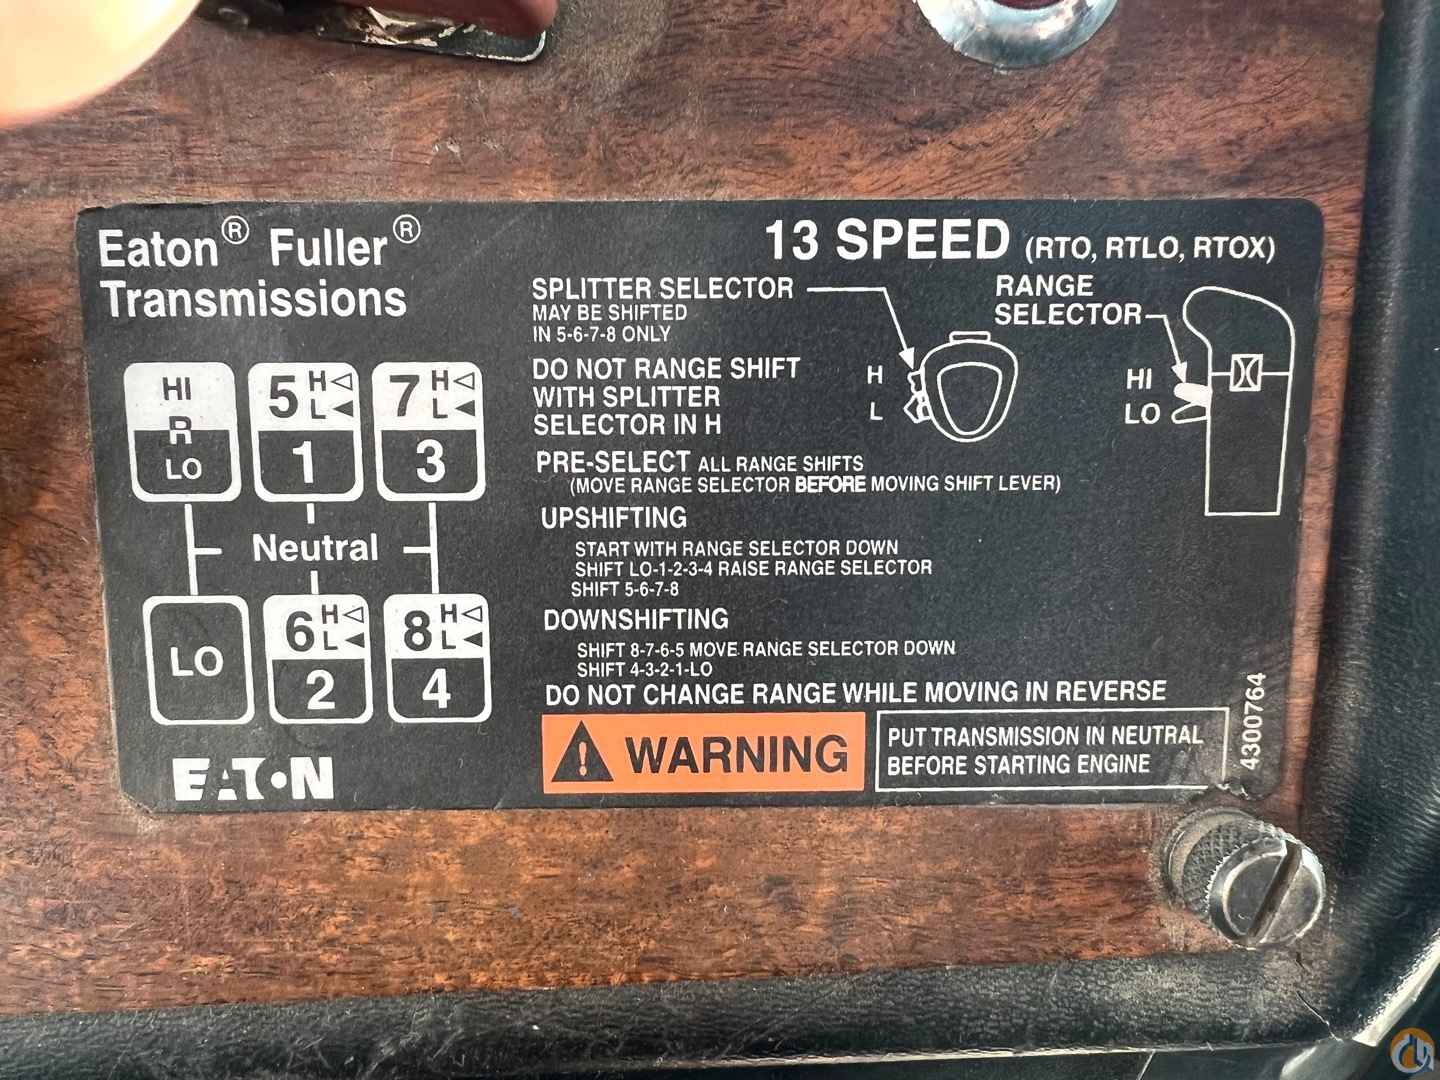 Eaton® Fuller®
Transmissions
13 SPEED (RTO, RTLO, RTOX)
SPLITTER SELECTOR
MAY BE SHIFTED
IN 5-6-7-8 ONLY
RANGE
SELECTOR
DO NOT RANGE SHIFT
WITH SPLITTER
SELECTOR IN H
H
L
HI
LO
PRE-SELECT ALL RANGE SHIFTS
(MOVE RANGE SELECTOR BEFORE MOVING SHIFT LEVER)
UPSHIFTING
START WITH RANGE SELECTOR DOWN
SHIFT LO-1-2-3-4 RAISE RANGE SELECTOR
SHIFT 5-6-7-8
DOWNSHIFTING
SHIFT 8-7-6-5 MOVE RANGE SELECTOR DOWN
SHIFT 4-3-2-1-LO
DO NOT CHANGE RANGE WHILE MOVING IN REVERSE
WARNING
PUT TRANSMISSION IN NEUTRAL
BEFORE STARTING ENGINE
4300764
HI
R
LO
5 H
L
1
7 H
L
3
Neutral
LO
6 H
L
2
8 H
L
4
EATON